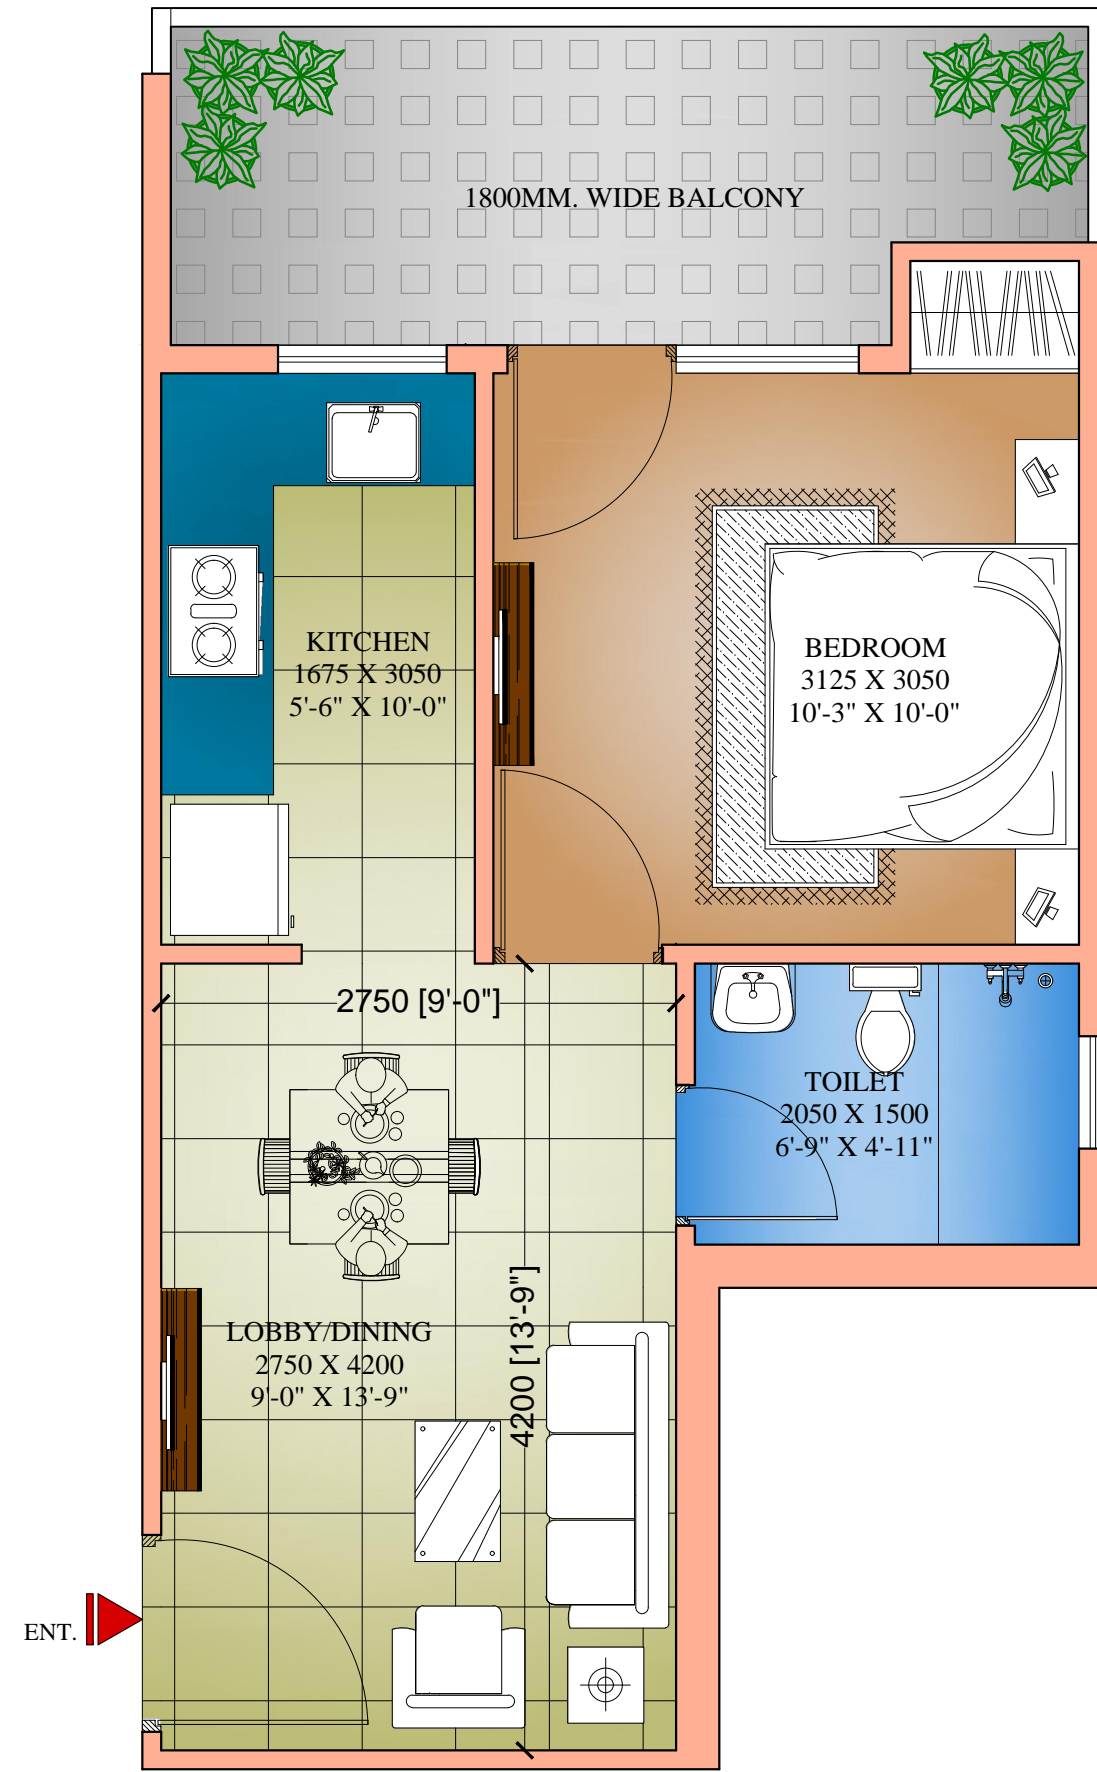 1800MM. WIDE BALCONY
KITCHEN
1675 X 3050
5'-6" X 10'-0"
BEDROOM
3125 X 3050
10'-3" X 10'-0"
2750 [9'-0"]
TOILET
2050 X 1500
6'-9" X 4'-11"
LOBBY/DINING
2750 X 4200
9'-0" X 13'-9"
4200 [13'-9"]
ENT.